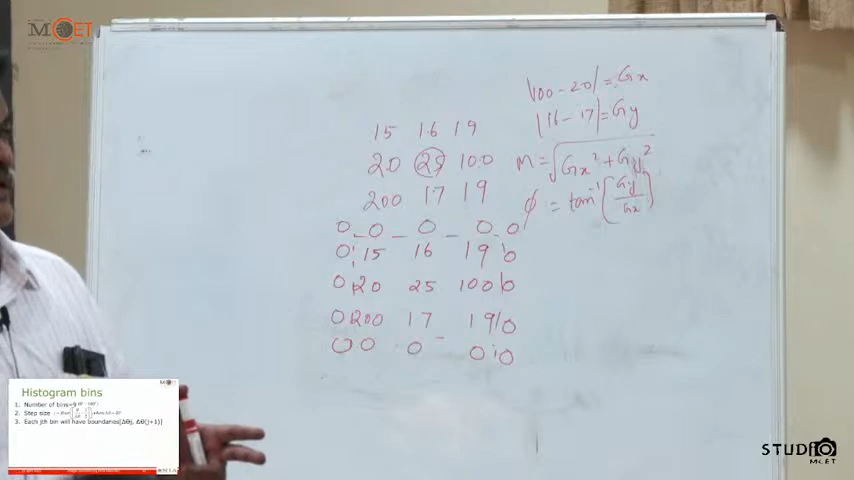 MCET
|100 - 20| = Gx
|16 - 17| = Gy
M = √Gx² + Gy²
ϕ = tan⁻¹[Gy/Gx]
15 16 19
20 25 100
200 17 19
0 0 0 0 0
0 15 16 19 0
0 20 25 100 0
0 200 17 19 0
0 0 0 0 0
Histogram bins
1. Number of bins=9
2. Step size
3. Each jth bin will have boundaries[Δθj, Δθ(j+1)]
STUDIO
MCET